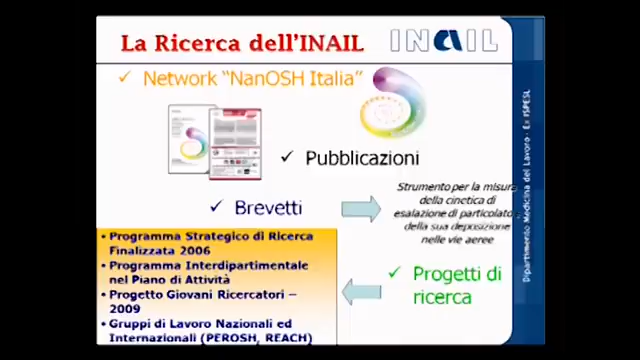 La Ricerca dell'INAIL
INAIL
✓ Network "NanOSH Italia"
✓ Pubblicazioni
✓ Brevetti
Strumento per la misura
della cinetica di
esalazione di particolato e
della sua deposizione
nelle vie aeree
• Programma Strategico di Ricerca
Finalizzata 2006
• Programma Interdipartimentale
nel Piano di Attività
• Progetto Giovani Ricercatori –
2009
• Gruppi di Lavoro Nazionali ed
Internazionali (PEROSH, REACH)
✓ Progetti di
ricerca
Dipartimento Medicina del Lavoro - Ex ISPESL